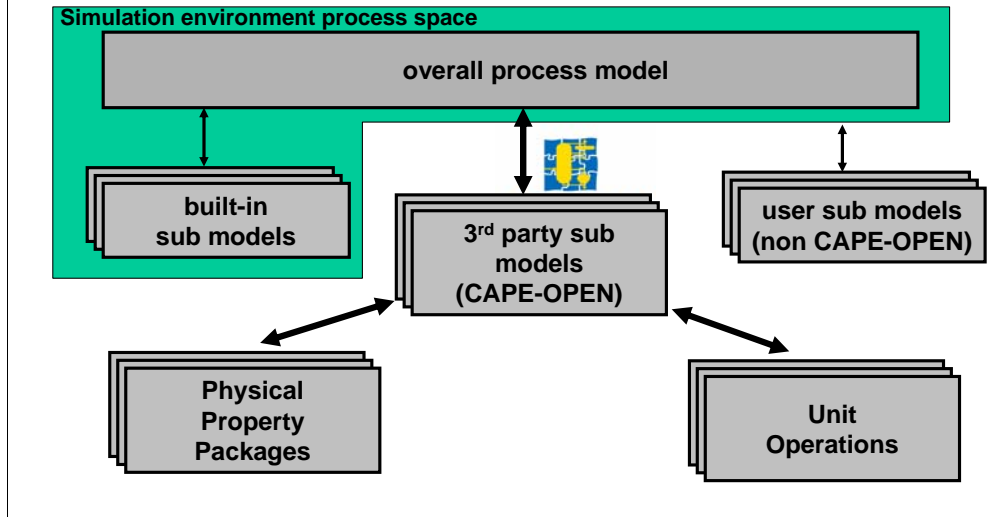 Simulation environment process space
overall process model
built-in
sub models
3rd party sub
models
(CAPE-OPEN)
user sub models
(non CAPE-OPEN)
Physical
Property
Packages
Unit
Operations